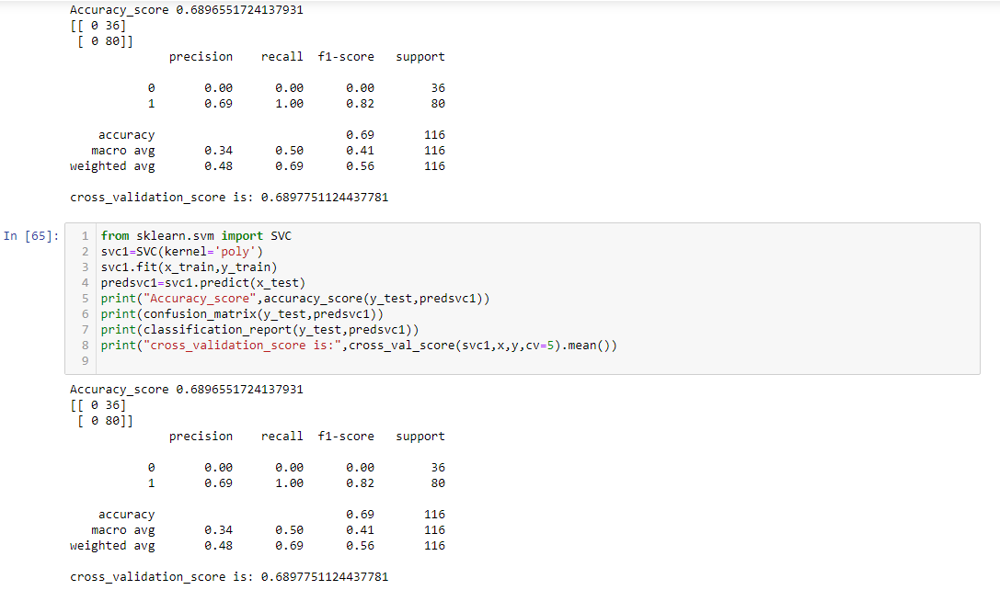 Accuracy_score 0.6896551724137931
[[ 0 36]
[ 0 80]]
precision recall f1-score support
0 0.00 0.00 0.00 36
1 0.69 1.00 0.82 80
accuracy 0.69 116
macro avg 0.34 0.50 0.41 116
weighted avg 0.48 0.69 0.56 116
cross_validation_score is: 0.6897751124437781
In [65]:
1 from sklearn.svm import SVC
2 svc1=SVC(kernel='poly')
3 svc1.fit(x_train,y_train)
4 predsvc1=svc1.predict(x_test)
5 print("Accuracy_score",accuracy_score(y_test,predsvc1))
6 print(confusion_matrix(y_test,predsvc1))
7 print(classification_report(y_test,predsvc1))
8 print("cross_validation_score is:",cross_val_score(svc1,x,y,cv=5).mean())
9
Accuracy_score 0.6896551724137931
[[ 0 36]
[ 0 80]]
precision recall f1-score support
0 0.00 0.00 0.00 36
1 0.69 1.00 0.82 80
accuracy 0.69 116
macro avg 0.34 0.50 0.41 116
weighted avg 0.48 0.69 0.56 116
cross_validation_score is: 0.6897751124437781